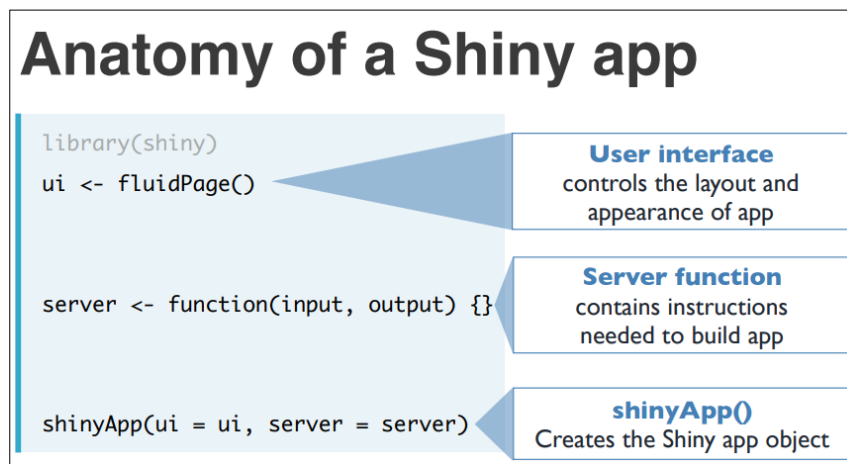 Anatomy of a Shiny app
library(shiny)
ui <- fluidPage()
User interface
controls the layout and
appearance of app
server <- function(input, output) {}
Server function
contains instructions
needed to build app
shinyApp(ui = ui, server = server)
shinyApp()
Creates the Shiny app object